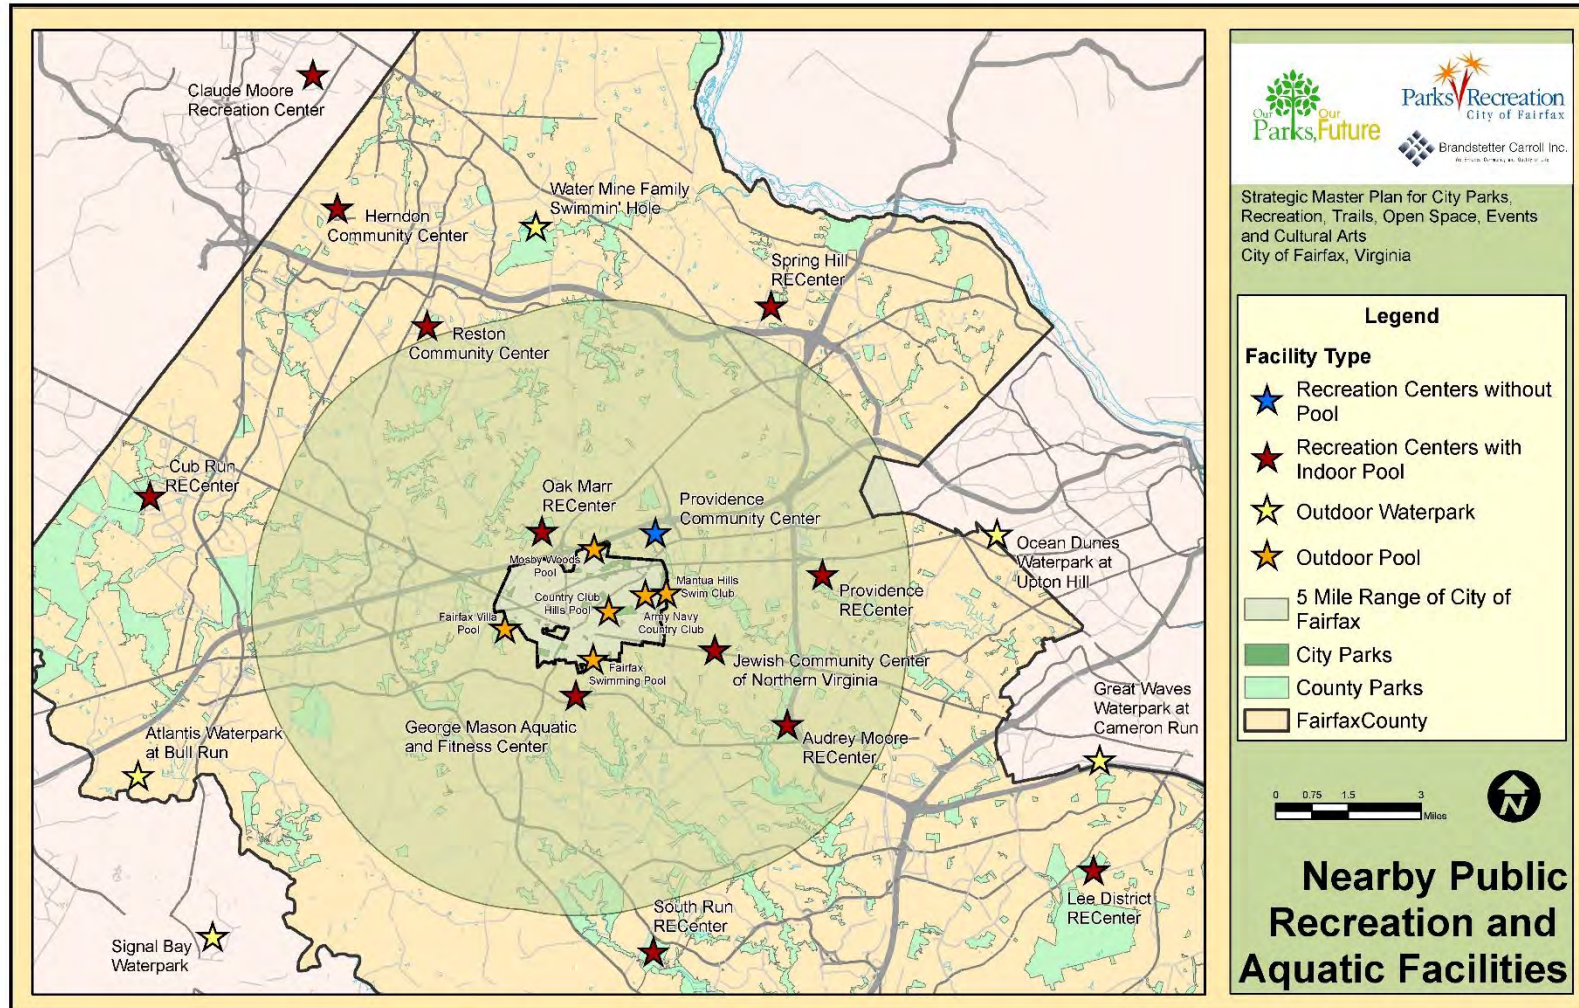 Claude Moore
Recreation Center
Herndon
Community Center
Water Mine Family
Swimmin' Hole
Spring Hill
RECenter
Reston
Community Center
Cub Run
RECenter
Oak Marr
RECenter
Providence
Community Center
Mosby Woods
Pool
Mantua Hills
Swim Club
Country Club
Hills Pool
Army Navy
Country Club
Fairfax Villa
Pool
Fairfax
Swimming Pool
Providence
RECenter
Ocean Dunes
Waterpark at
Upton Hill
Jewish Community Center
of Northern Virginia
George Mason Aquatic
and Fitness Center
Audrey Moore
RECenter
Great Waves
Waterpark at
Cameron Run
Atlantis Waterpark
at Bull Run
Signal Bay
Waterpark
South Run
RECenter
Lee District
RECenter
Our
Parks,
Our
Future
Parks Recreation
City of Fairfax
Brandstetter Carroll Inc.
Strategic Master Plan for City Parks,
Recreation, Trails, Open Space, Events
and Cultural Arts
City of Fairfax, Virginia
Legend
Facility Type
Recreation Centers without
Pool
Recreation Centers with
Indoor Pool
Outdoor Waterpark
Outdoor Pool
5 Mile Range of City of
Fairfax
City Parks
County Parks
FairfaxCounty
0 0.75 1.5 3
Miles
N
Nearby Public
Recreation and
Aquatic Facilities